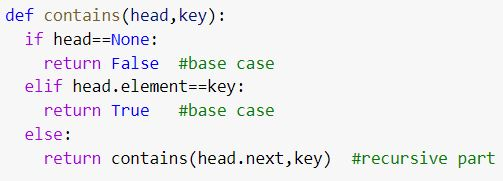 def contains(head,key):
  if head==None:
    return False  #base case
  elif head.element==key:
    return True   #base case
  else:
    return contains(head.next,key)  #recursive part